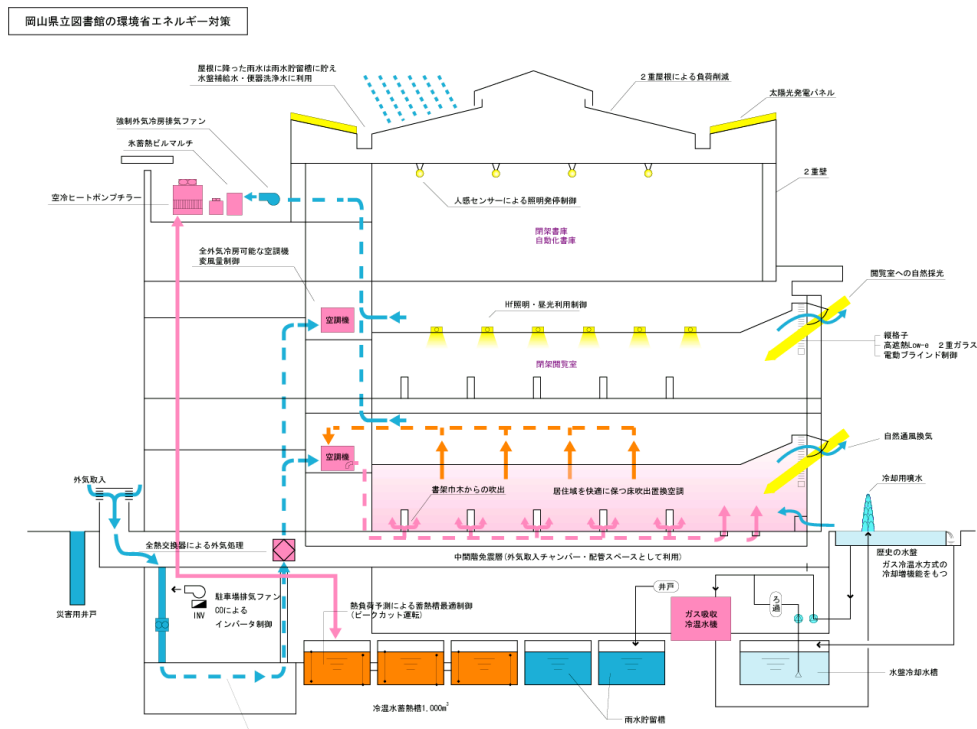 岡山県立図書館の環境省エネルギー対策
屋根に降った雨水は雨水貯留槽に貯え
水盤補給水・便器洗浄水に利用
2重屋根による負荷削減
太陽光発電パネル
強制外気冷房排気ファン
氷蓄熱ビルマルチ
空冷ヒートポンプチラー
2重壁
人感センサーによる照明発停制御
閉架書庫
自動化書庫
全外気冷房可能な空調機
変風量制御
閲覧室への自然採光
Hf照明・昼光利用制御
空調機
縦格子
高遮熱Low-e 2重ガラス
電動ブラインド制御
開架閲覧室
自然通風換気
空調機
外気取入
書架巾木からの吹出
居住域を快適に保つ床吹出置換空調
冷却用噴水
全熱交換器による外気処理
中間階免震層(外気取入チャンバー・配管スペースとして利用)
歴史の水盤
ガス冷温水方式の
冷却増機能をもつ
災害用井戸
駐車場排気ファン
COによる
インバータ制御
INV
熱負荷予測による蓄熱槽最適制御
(ピークカット運転)
井戸
ガス吸収
冷温水機
ろ過
水盤冷却水槽
冷温水蓄熱槽1,000m³
雨水貯留槽